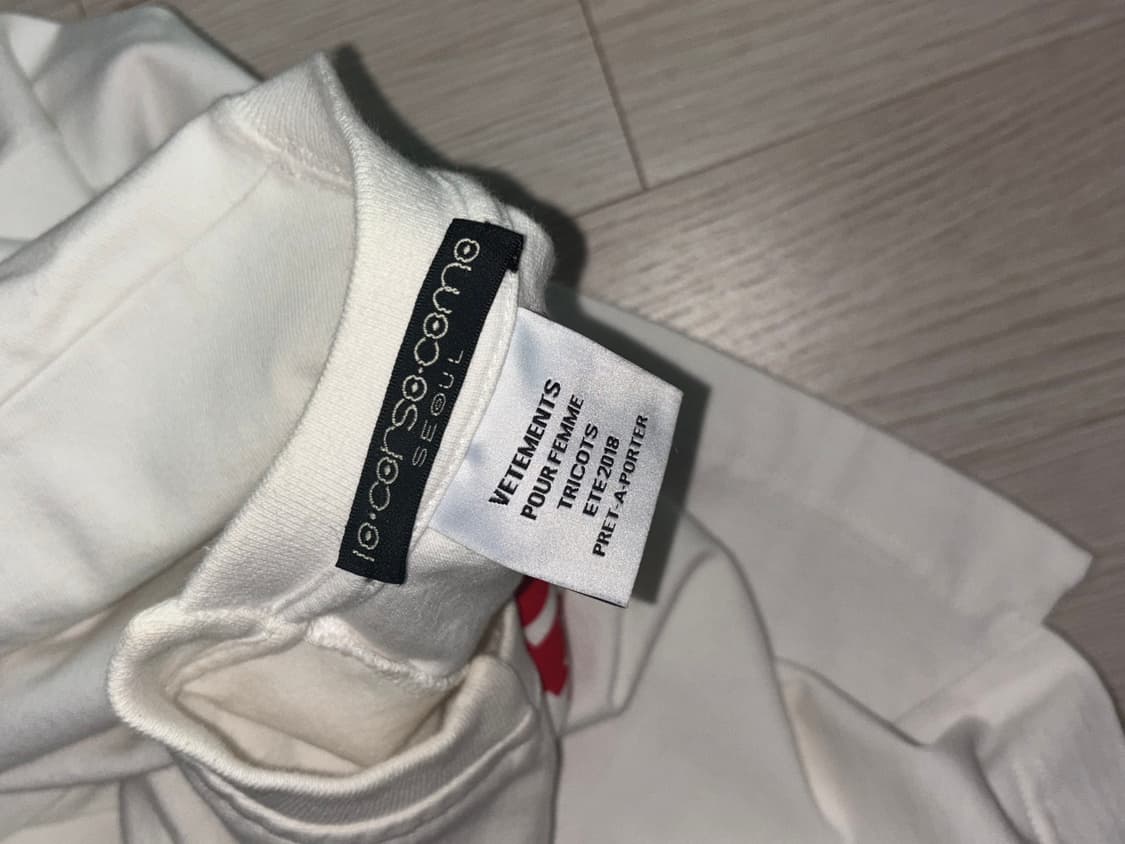 10·corso·como
SEOUL
VETEMENTS
POUR FEMME
TRICOTS
ETE 2018
PRET-A-PORTER